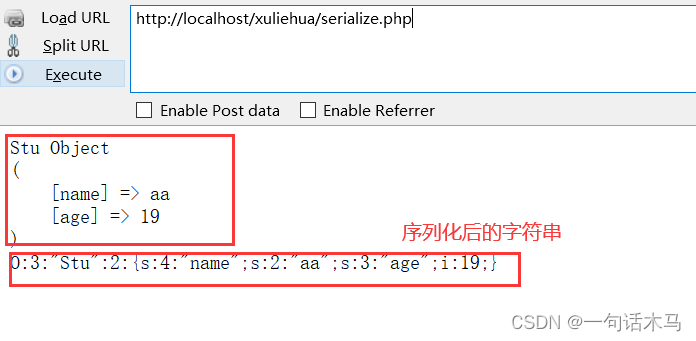 Load URL
http://localhost/xuliehua/serialize.php
Split URL
Execute
Enable Post data
Enable Referrer
Stu Object
(
[name] => aa
[age] => 19
)
序列化后的字符串
O:3:"Stu":2:{s:4:"name";s:2:"aa";s:3:"age";i:19;}
CSDN @一句话木马